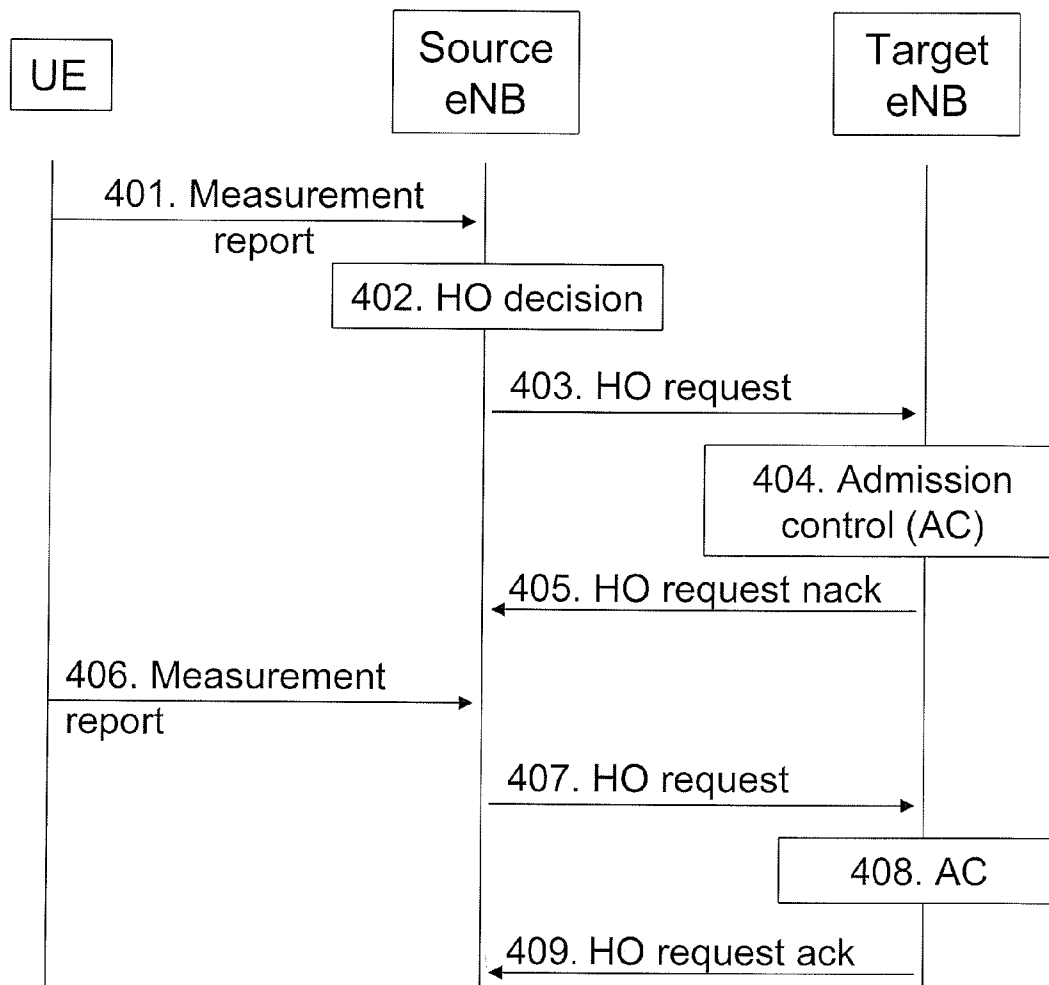 UE
Source
eNB
Target
eNB
401. Measurement
report
402. HO decision
403. HO request
404. Admission
control (AC)
405. HO request nack
406. Measurement
report
407. HO request
408. AC
409. HO request ack